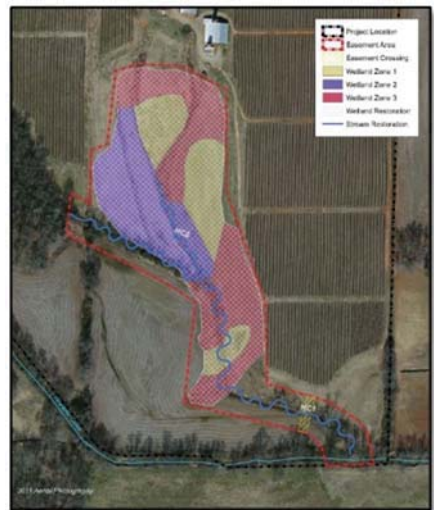 Project Location
Easement Area
Easement Crossing
Wetland Zone 1
Wetland Zone 2
Wetland Zone 3
Wetland Restoration
Stream Restoration
Aerial Photography